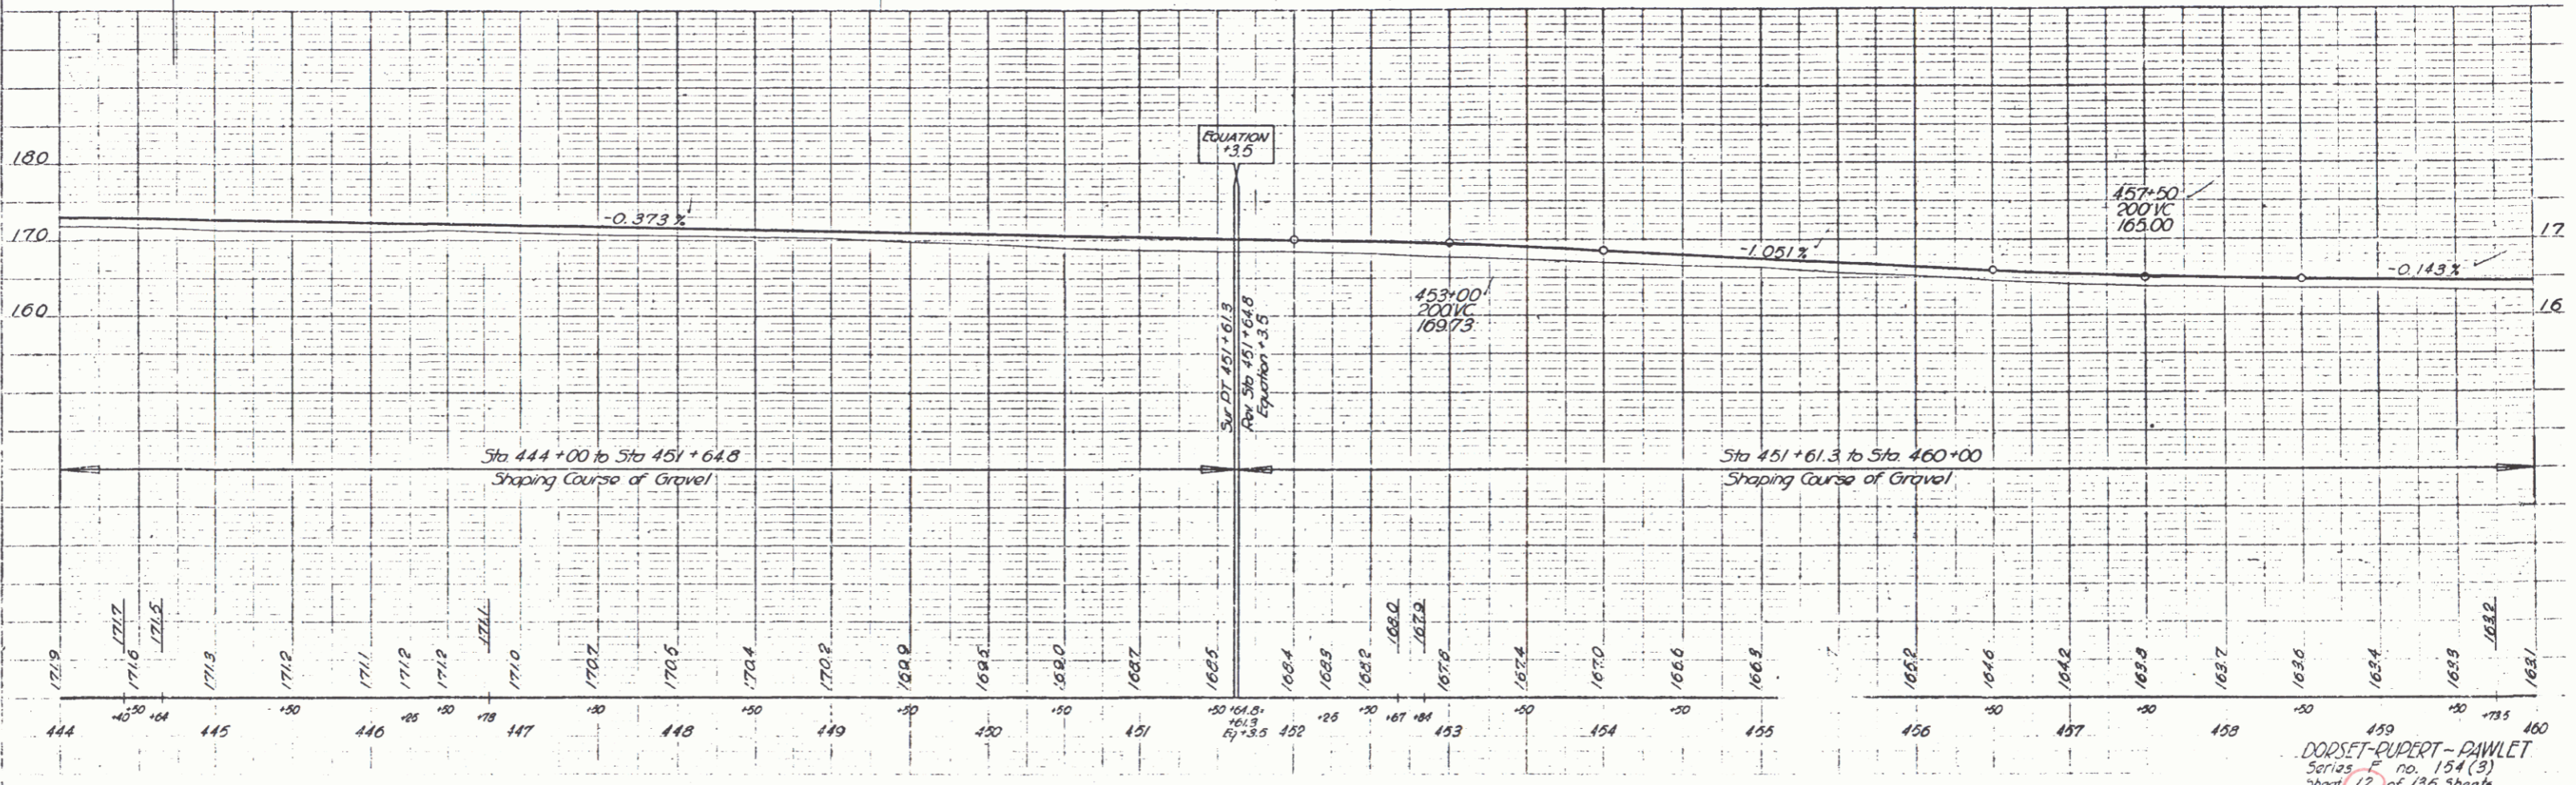 EQUATION
+3.5
180
170
160
17
16
-0.373 %
-1.051 %
-0.143 %
457+50
200'VC
165.00
453+00
200'VC
169.73
Sur PT 451+61.3
Rev Sta 451+64.8
Equation +3.5
Sta 444+00 to Sta 451+64.8
Shaping Course of Gravel
Sta 451+61.3 to Sta. 460+00
Shaping Course of Gravel
171.7 171.5 171.1 168.0 167.9 163.2
171.9 171.6 171.3 171.2 171.1 171.2 171.2 171.0 170.7 170.5 170.4 170.2 169.9 169.5 169.0 168.7 168.5 168.4 168.3 168.2 167.8 167.4 167.0 166.6 166.3 165.2 164.6 164.2 163.8 163.7 163.6 163.4 163.3 163.1
+40 +50 +64 +50 +25 +50 +78 +50 +50 +50 +50 +50 +64.8= +25 +50 +67 +84 +50 +50 +50 +50 +50 +50 +73.5
+61.3
Eq +3.5
444 445 446 447 448 449 450 451 452 453 454 455 456 457 458 459 460
DORSET-RUPERT-PAWLET
Series F no. 154(3)
Sheet 12 of 136 Sheets